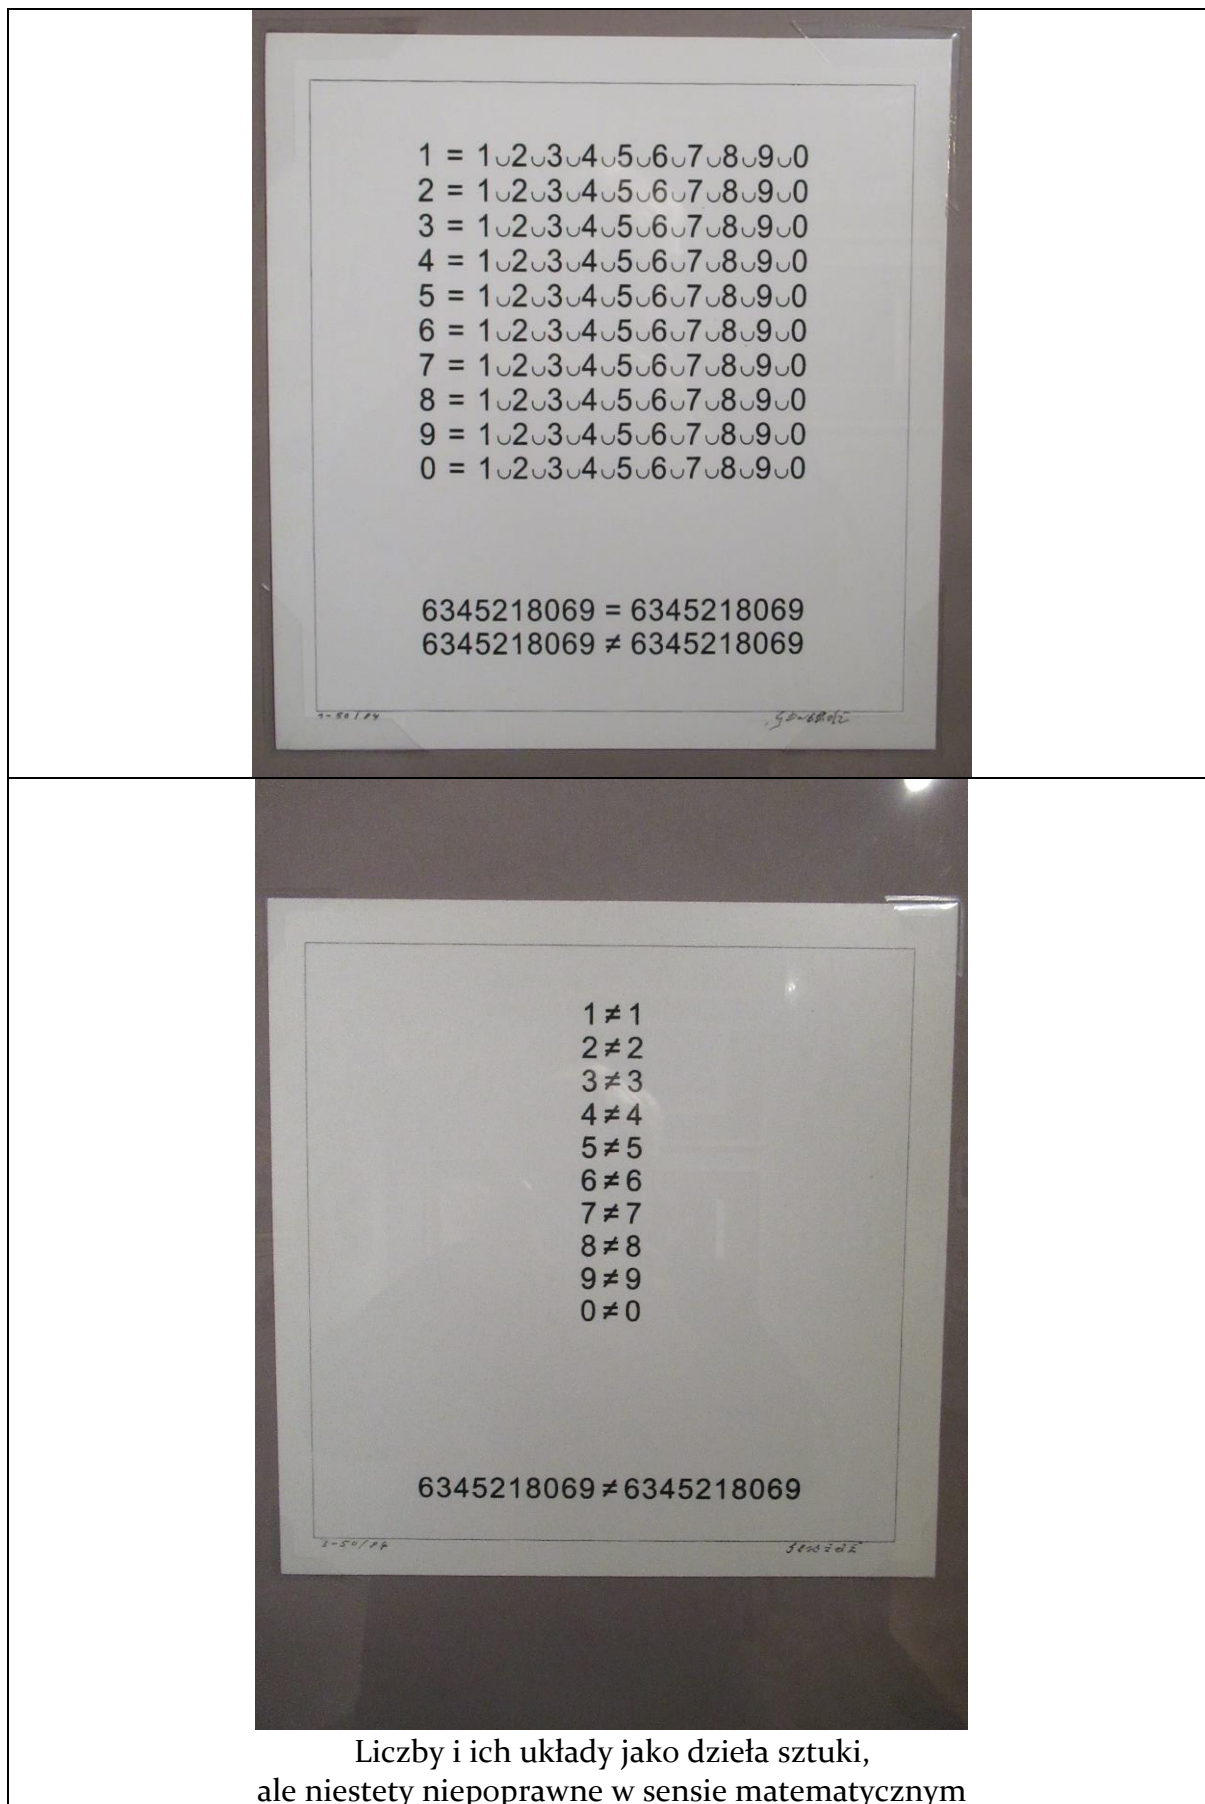 1 = 1∪2∪3∪4∪5∪6∪7∪8∪9∪0
2 = 1∪2∪3∪4∪5∪6∪7∪8∪9∪0
3 = 1∪2∪3∪4∪5∪6∪7∪8∪9∪0
4 = 1∪2∪3∪4∪5∪6∪7∪8∪9∪0
5 = 1∪2∪3∪4∪5∪6∪7∪8∪9∪0
6 = 1∪2∪3∪4∪5∪6∪7∪8∪9∪0
7 = 1∪2∪3∪4∪5∪6∪7∪8∪9∪0
8 = 1∪2∪3∪4∪5∪6∪7∪8∪9∪0
9 = 1∪2∪3∪4∪5∪6∪7∪8∪9∪0
0 = 1∪2∪3∪4∪5∪6∪7∪8∪9∪0
6345218069 = 6345218069
6345218069 ≠ 6345218069
1 ≠ 1
2 ≠ 2
3 ≠ 3
4 ≠ 4
5 ≠ 5
6 ≠ 6
7 ≠ 7
8 ≠ 8
9 ≠ 9
0 ≠ 0
6345218069 ≠ 6345218069
Liczby i ich układy jako dzieła sztuki,
ale niestety niepoprawne w sensie matematycznym